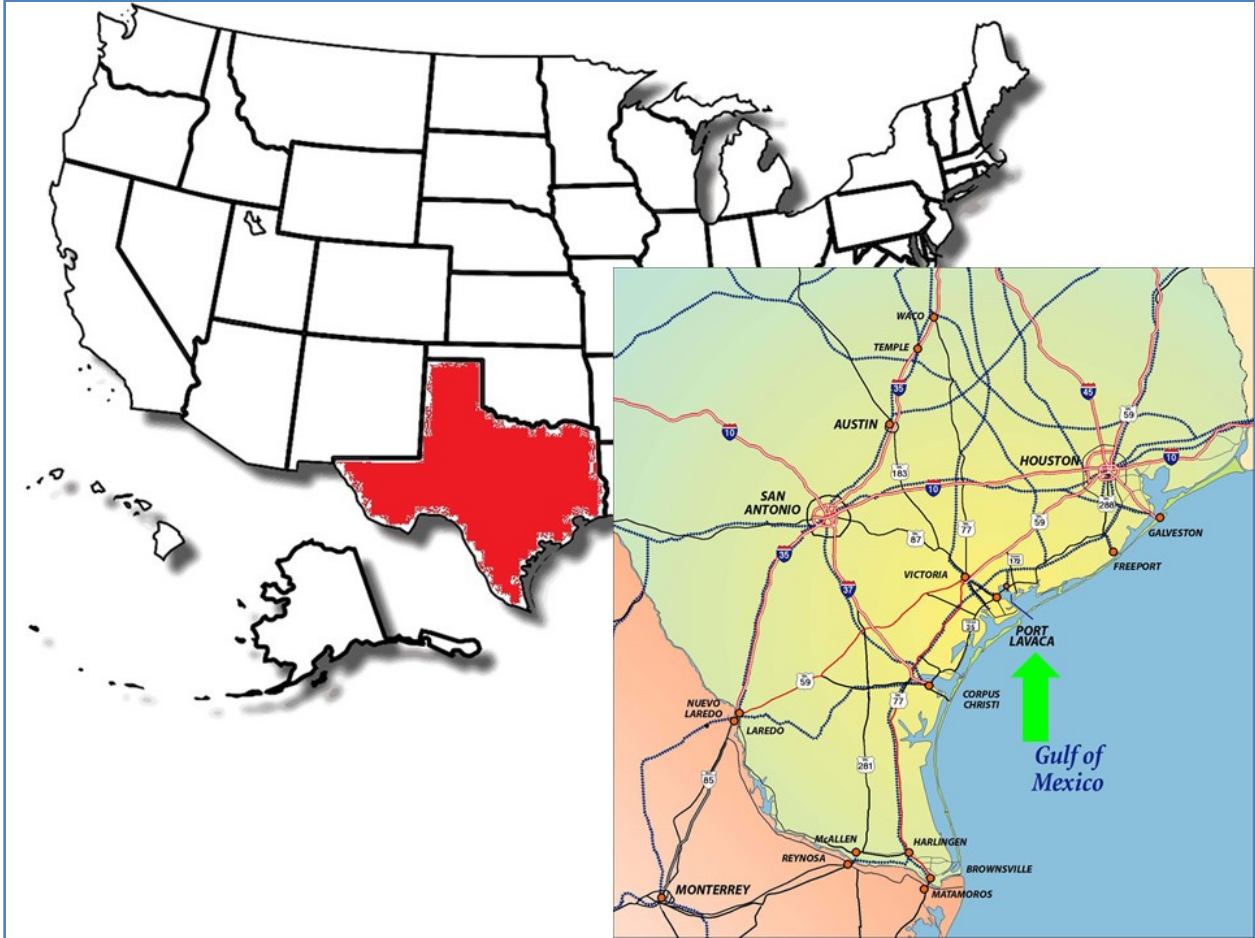 WACO
TEMPLE
35
45
59
AUSTIN
10
HOUSTON
10
183
SAN
ANTONIO
10
288
59
77
87
GALVESTON
35
172
FREEPORT
VICTORIA
37
35
PORT
LAVACA
59
CORPUS
CHRISTI
77
NUEVO
LAREDO
LAREDO
Gulf of
Mexico
281
85
McALLEN
HARLINGEN
REYNOSA
BROWNSVILLE
MONTERREY
MATAMOROS